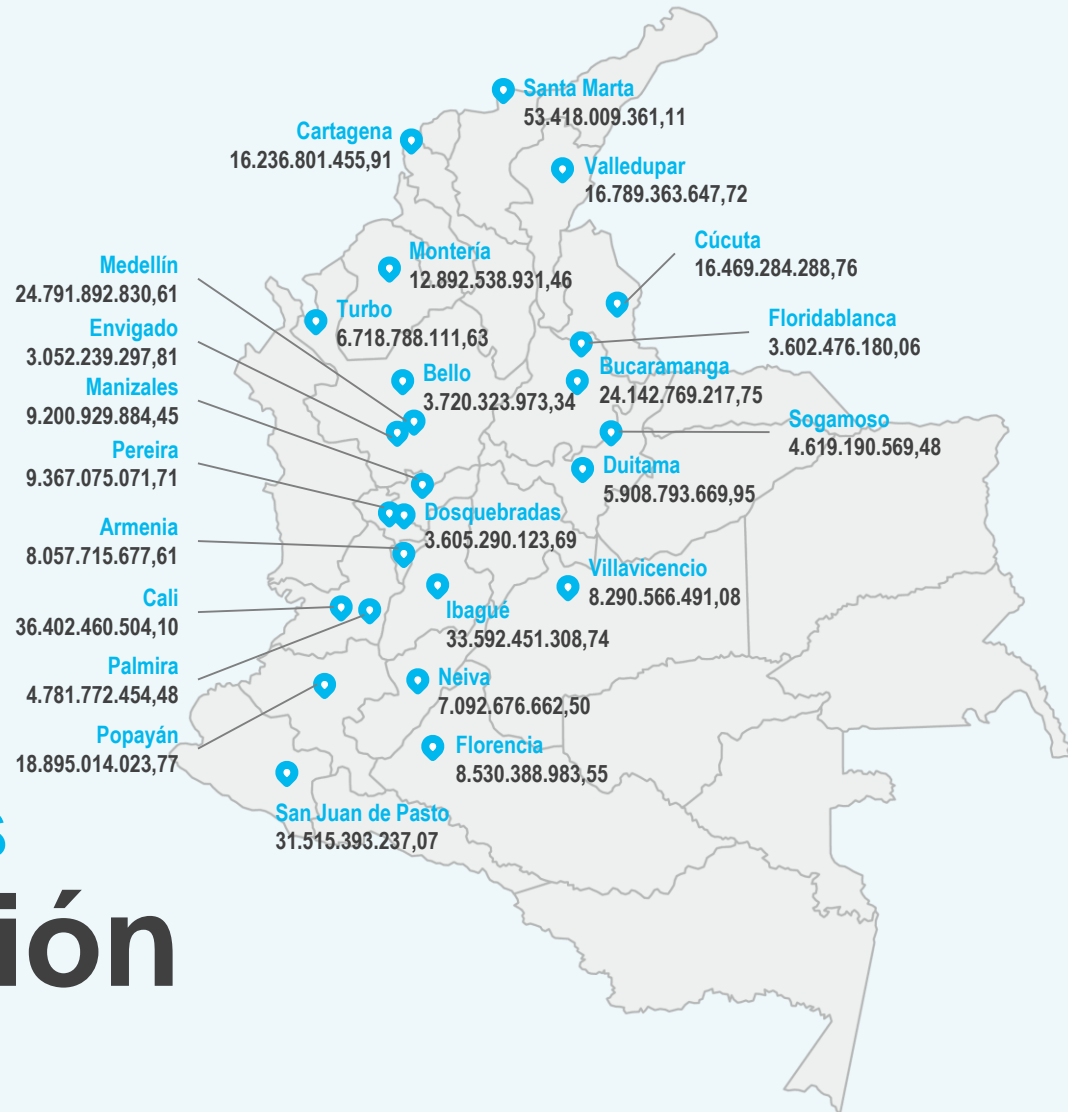 Santa Marta
53.418.009.361,11
Cartagena
16.236.801.455,91
Valledupar
16.789.363.647,72
Cúcuta
16.469.284.288,76
Montería
12.892.538.931,46
Medellín
24.791.892.830,61
Turbo
6.718.788.111,63
Floridablanca
3.602.476.180,06
Envigado
3.052.239.297,81
Bucaramanga
24.142.769.217,75
Bello
3.720.323.973,34
Manizales
9.200.929.884,45
Sogamoso
4.619.190.569,48
Pereira
9.367.075.071,71
Duitama
5.908.793.669,95
Dosquebradas
3.605.290.123,69
Armenia
8.057.715.677,61
Villavicencio
8.290.566.491,08
Cali
36.402.460.504,10
Ibagué
33.592.451.308,74
Palmira
4.781.772.454,48
Neiva
7.092.676.662,50
Popayán
18.895.014.023,77
Florencia
8.530.388.983,55
San Juan de Pasto
31.515.393.237,07
s
ión